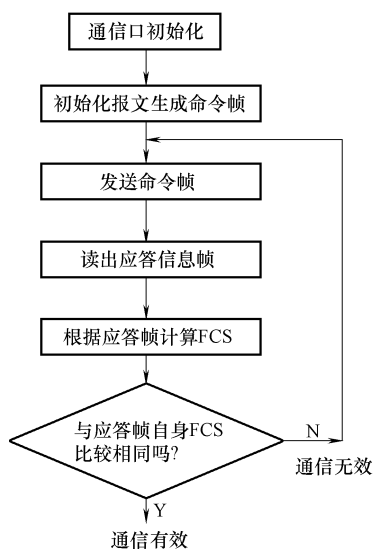 通信口初始化
初始化报文生成命令帧
发送命令帧
读出应答信息帧
根据应答帧计算FCS
与应答帧自身FCS
比较相同吗?
N
通信无效
Y
通信有效